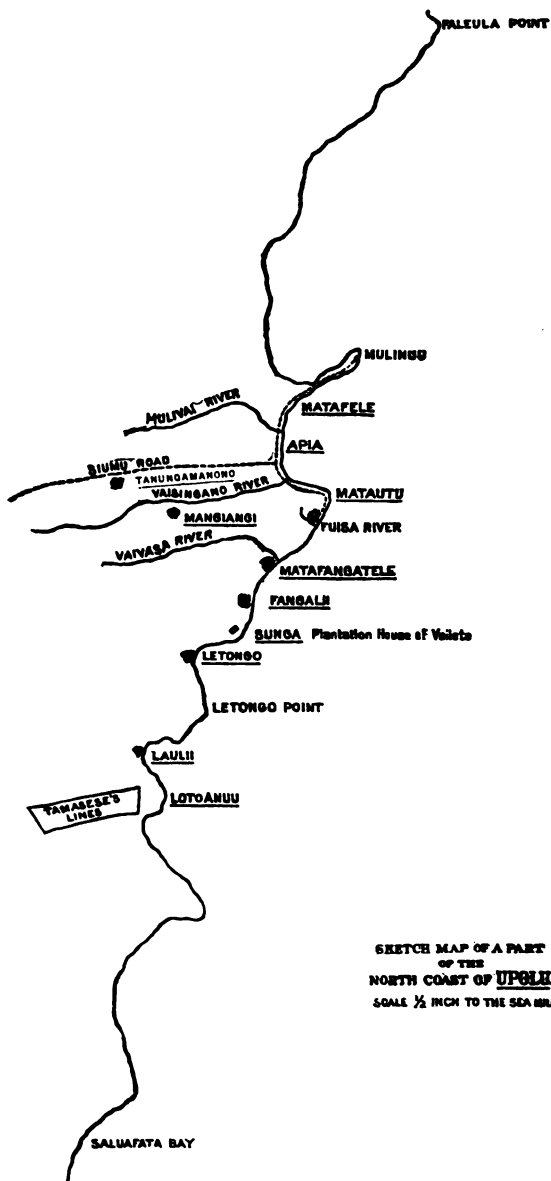 FALEULA POINT
MULINUU
MATAFELE
MULIVAI RIVER
APIA
SIUMU ROAD
TANUNGAMANONO
VAISINGANO RIVER
MATAUTU
MANGIANGI
FUISA RIVER
VAIVASA RIVER
MATAFANGATELE
FANGALII
SUNGA Plantation House of Vailele
LETONGO
LETONGO POINT
LAULII
TAMASESE'S
LINES
LOTOANUU
SKETCH MAP OF A PART
OF THE
NORTH COAST OF UPOLU
SCALE ½ INCH TO THE SEA
SALUAFATA BAY